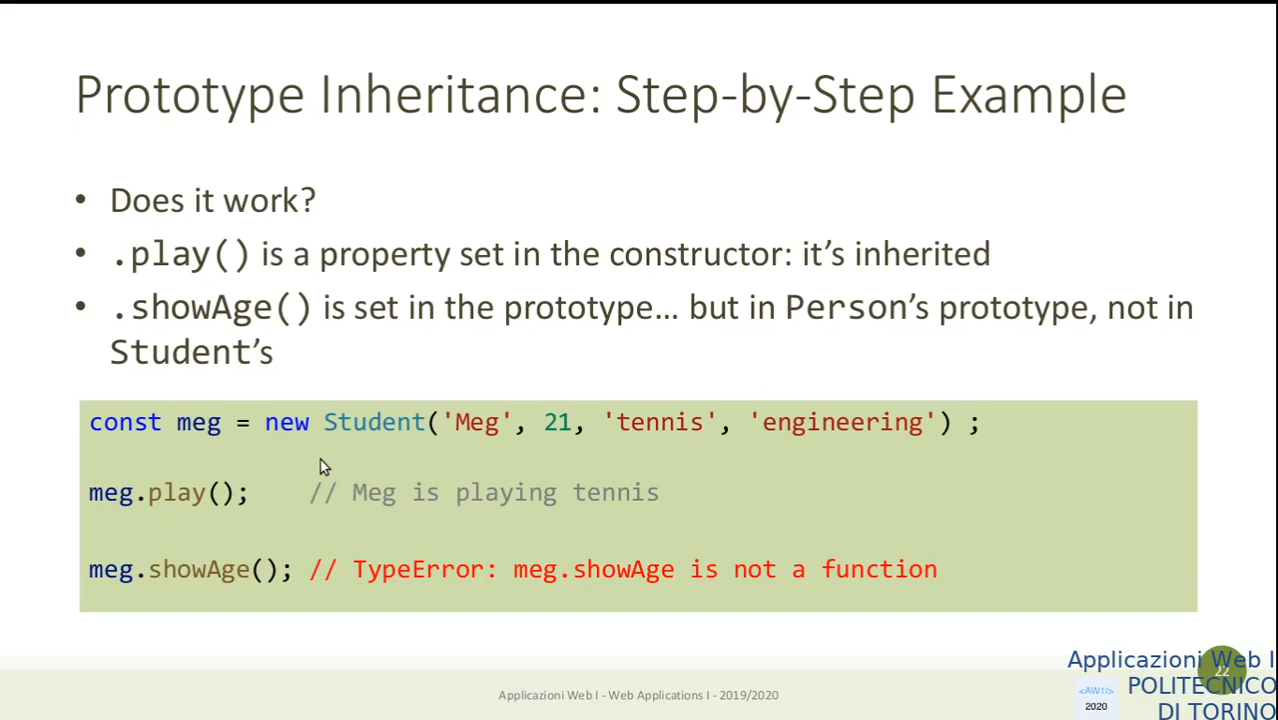 Prototype Inheritance: Step-by-Step Example
• Does it work?
• .play() is a property set in the constructor: it’s inherited
• .showAge() is set in the prototype… but in Person’s prototype, not in
Student’s
const meg = new Student('Meg', 21, 'tennis', 'engineering') ;
meg.play(); // Meg is playing tennis
meg.showAge(); // TypeError: meg.showAge is not a function
Applicazioni Web I - Web Applications I - 2019/2020
22
Applicazioni Web I
POLITECNICO
DI TORINO
<AW1/>
2020